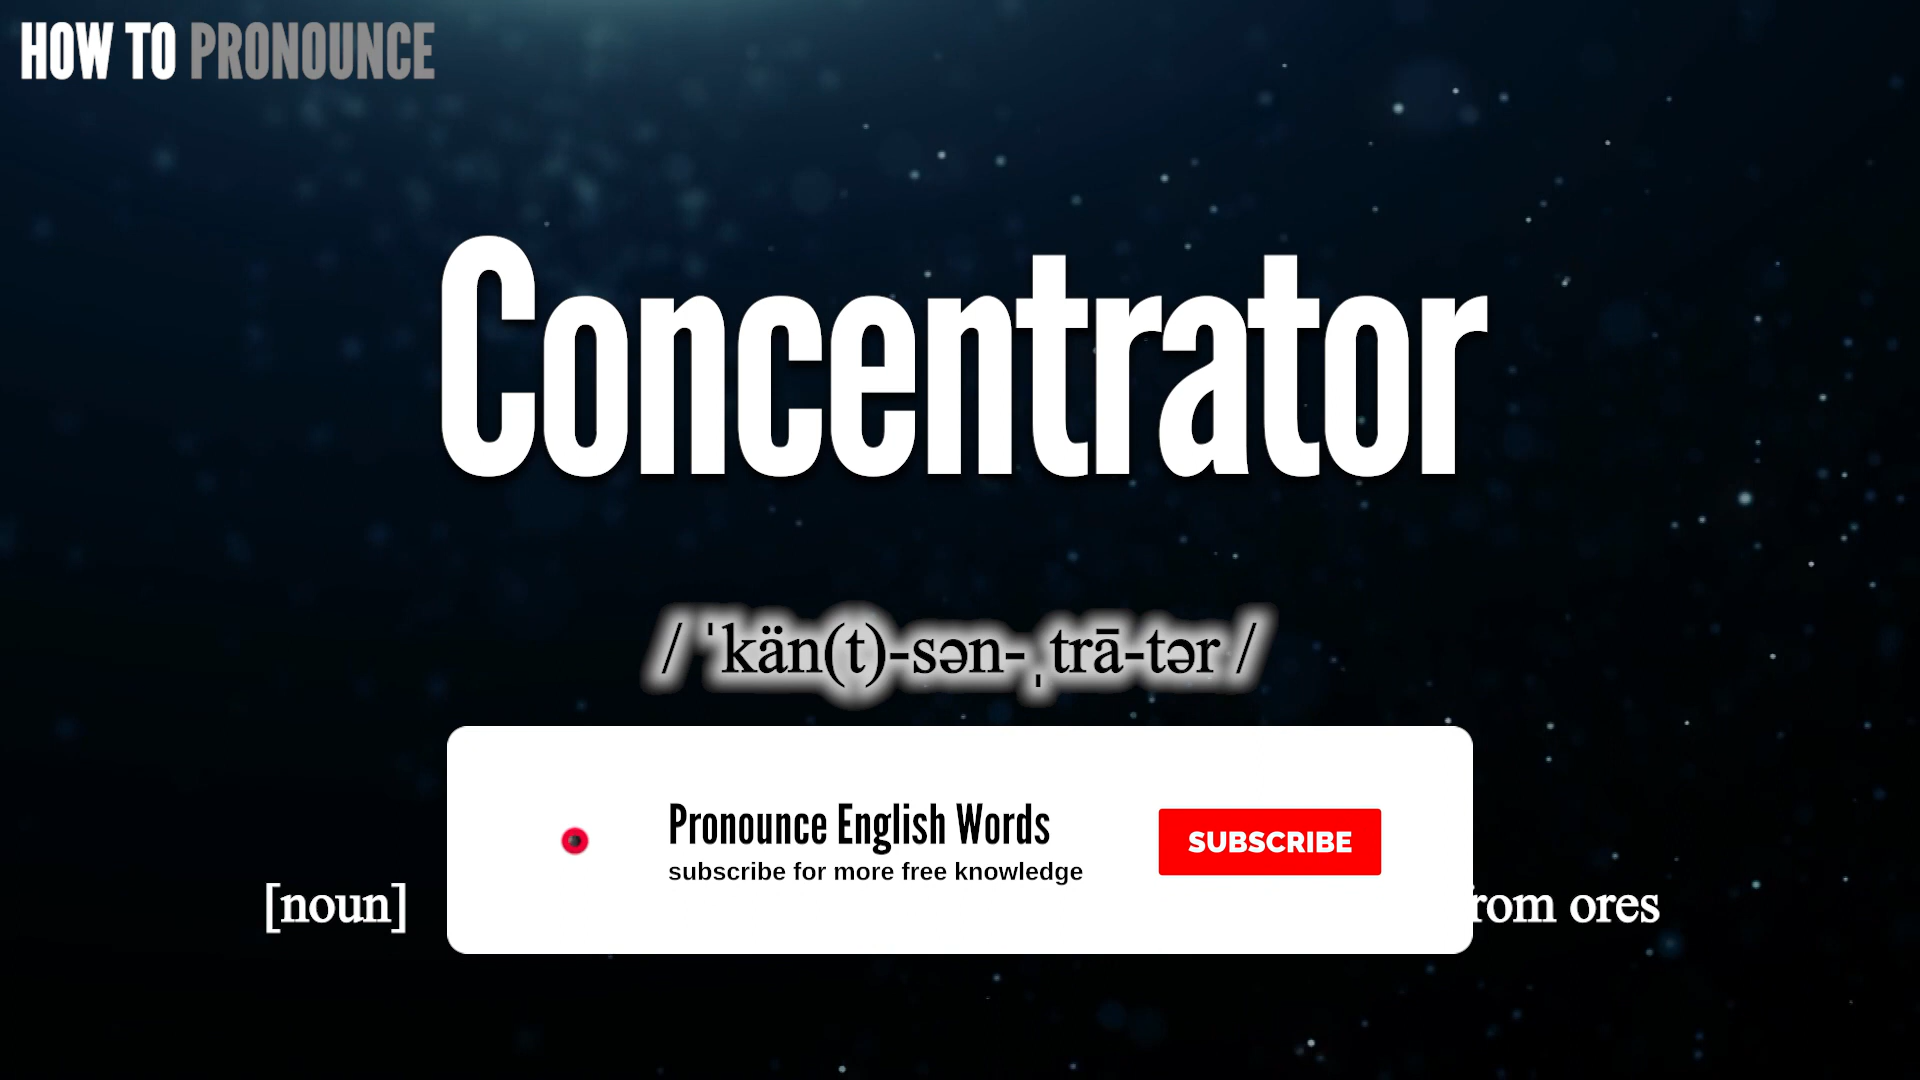 HOW TO PRONOUNCE
Concentrator
/ ˈkän(t)-sən-ˌtrā-tər /
Pronounce English Words
subscribe for more free knowledge
SUBSCRIBE
[noun] from ores